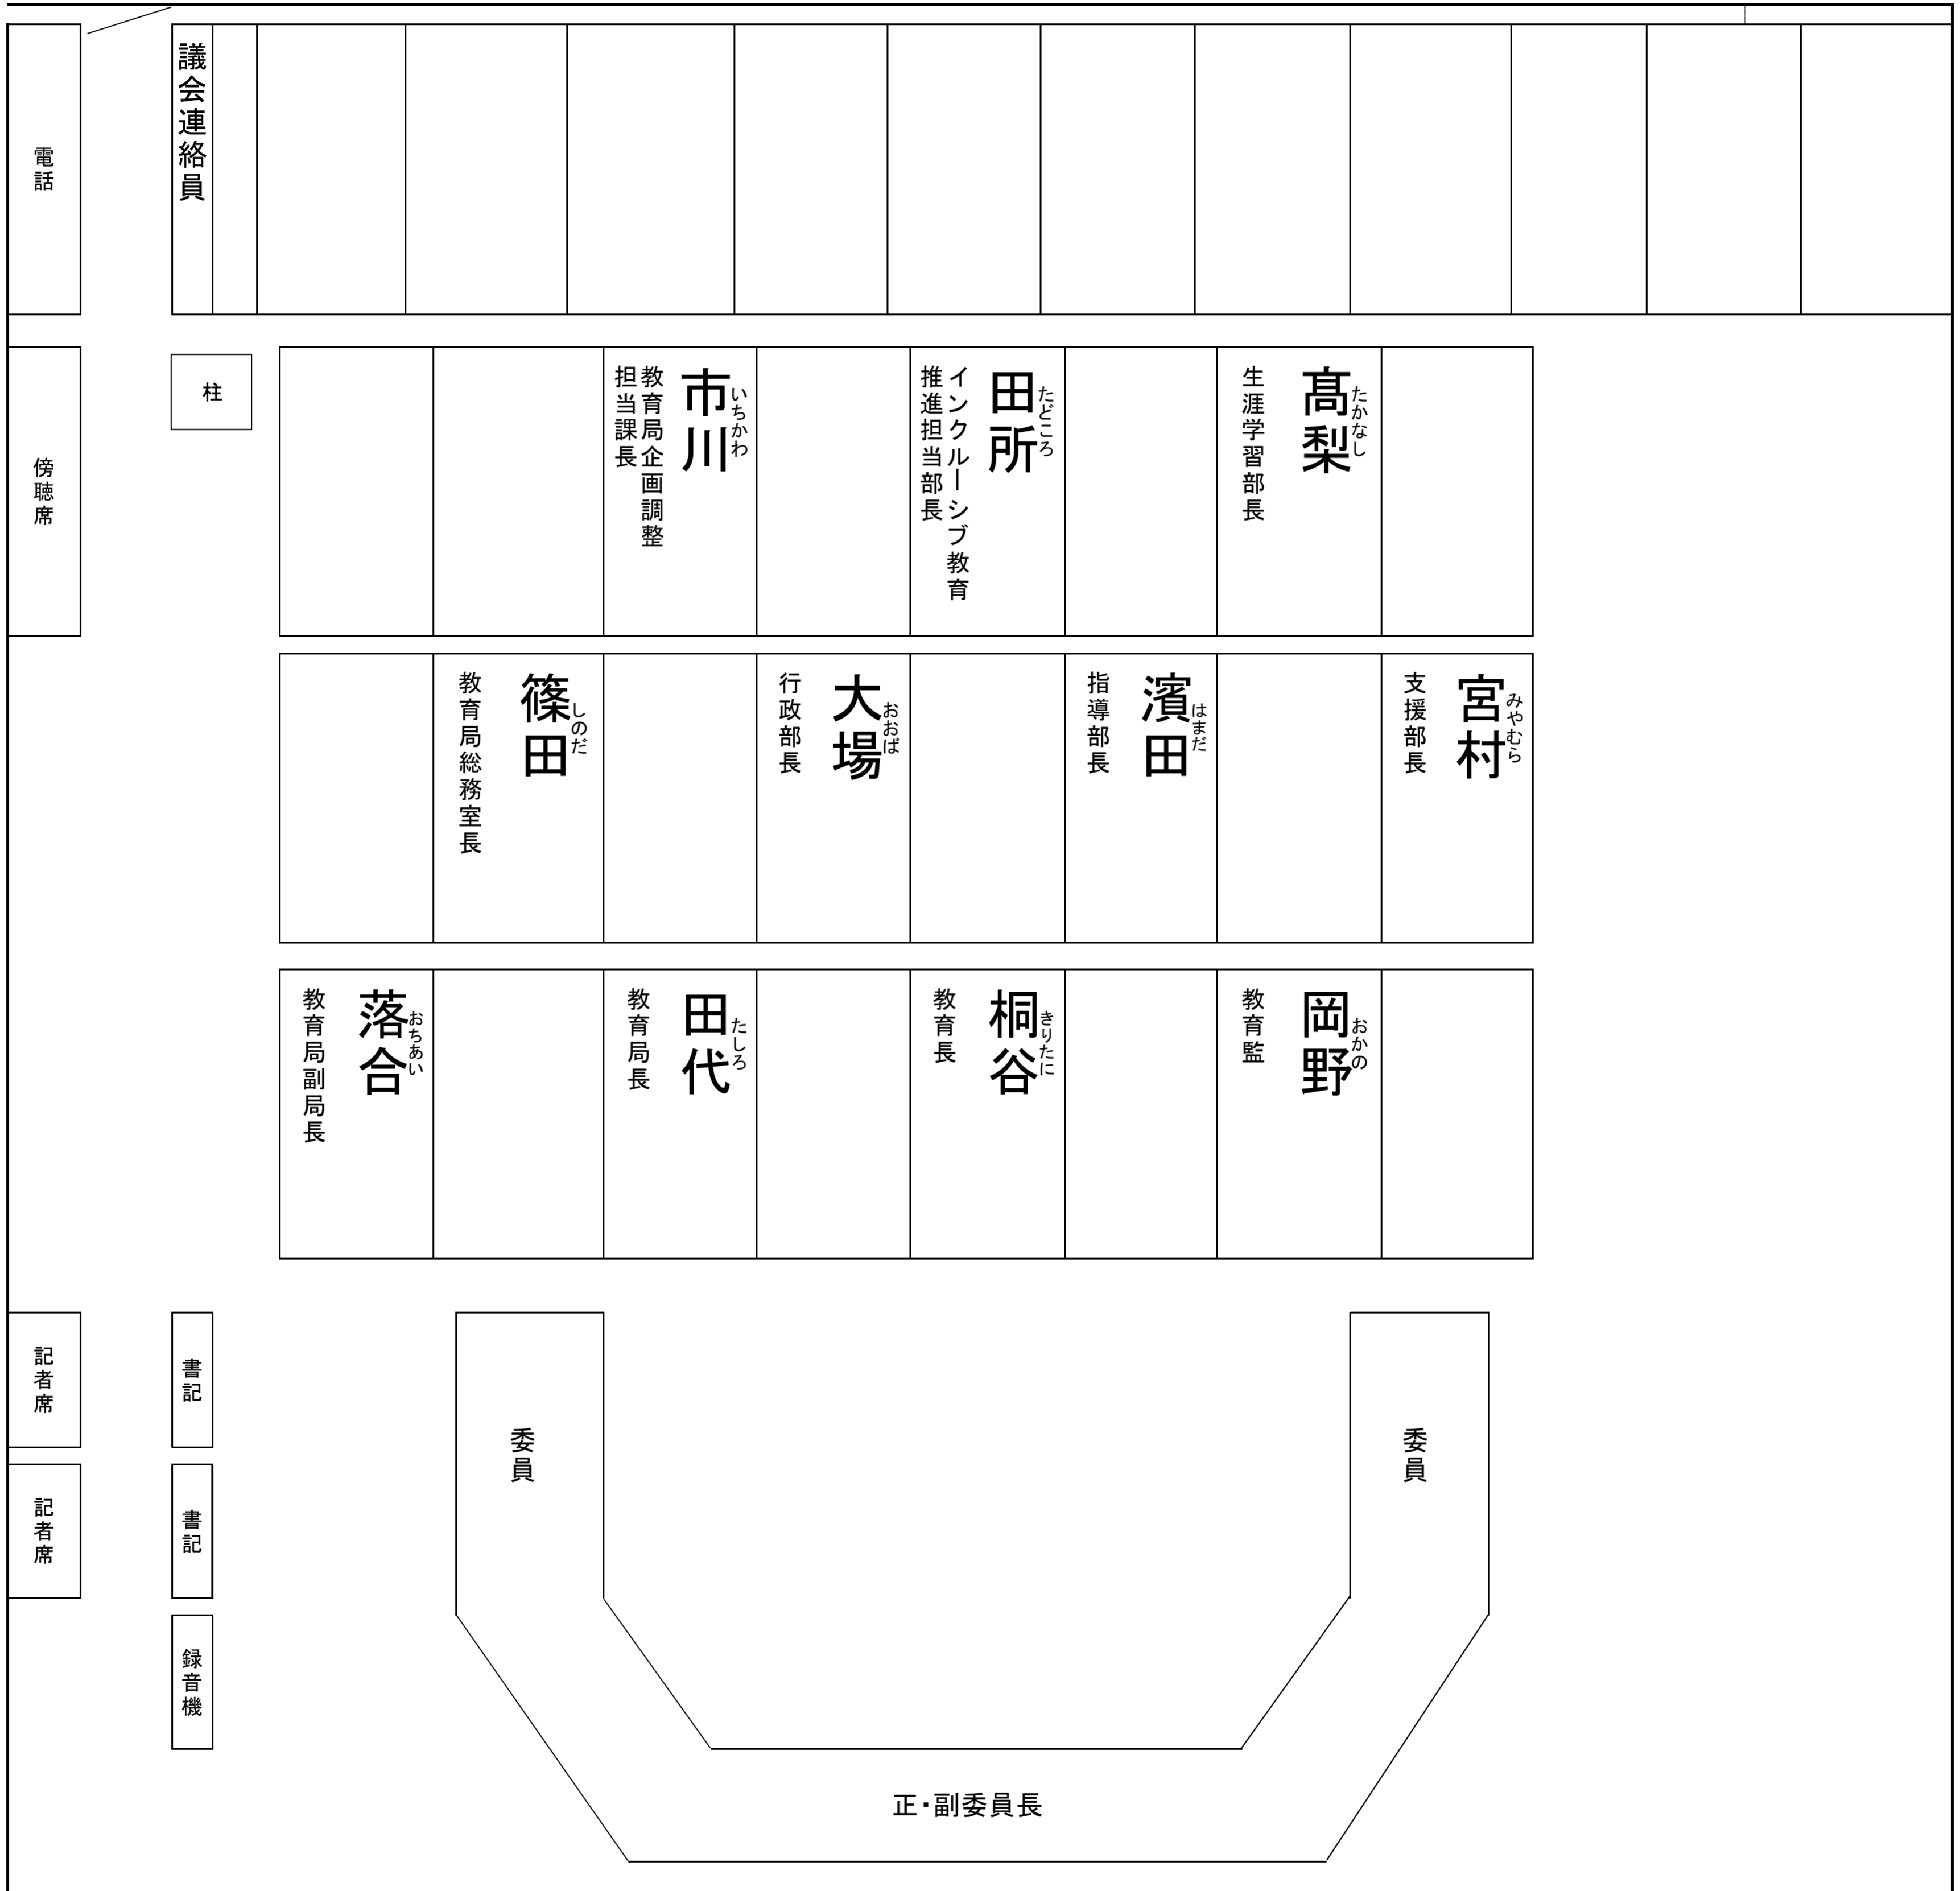 電話
議会連絡員
傍聴席
柱
市川
いちかわ
教育局企画調整
担当課長
田所
たどころ
インクルーシブ教育
推進担当部長
髙梨
たかなし
生涯学習部長
篠田
しのだ
教育局総務室長
大場
おおば
行政部長
濱田
はまだ
指導部長
宮村
みやむら
支援部長
落合
おちあい
教育局副局長
田代
たしろ
教育局長
桐谷
きりたに
教育長
岡野
おかの
教育監
記者席
書記
委員
委員
記者席
書記
録音機
正・副委員長